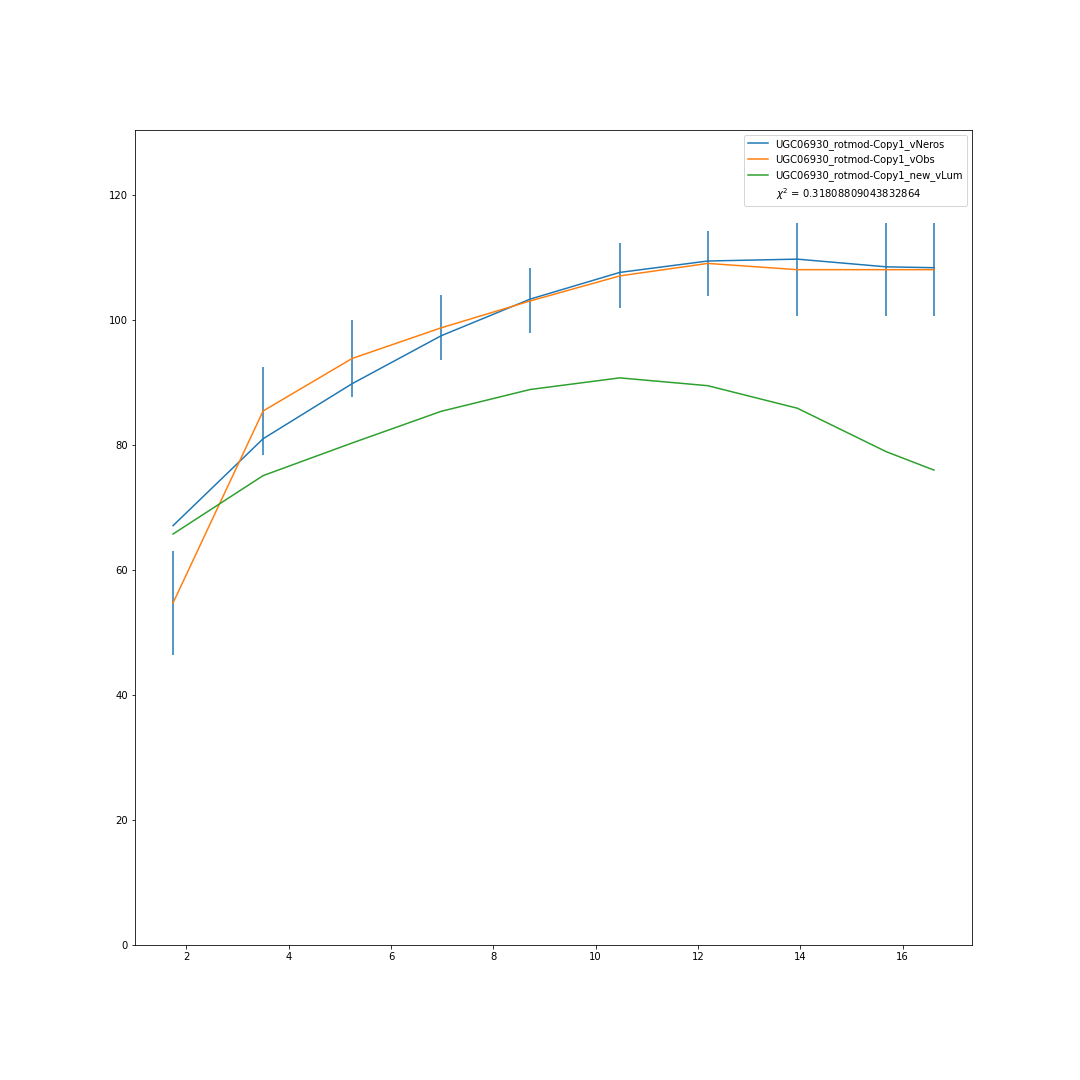 UGC06930_rotmod-Copy1_vNeros
UGC06930_rotmod-Copy1_vObs
UGC06930_rotmod-Copy1_new_vLum
χ² = 0.31808809043832864
120
100
80
60
40
20
0
2 4 6 8 10 12 14 16